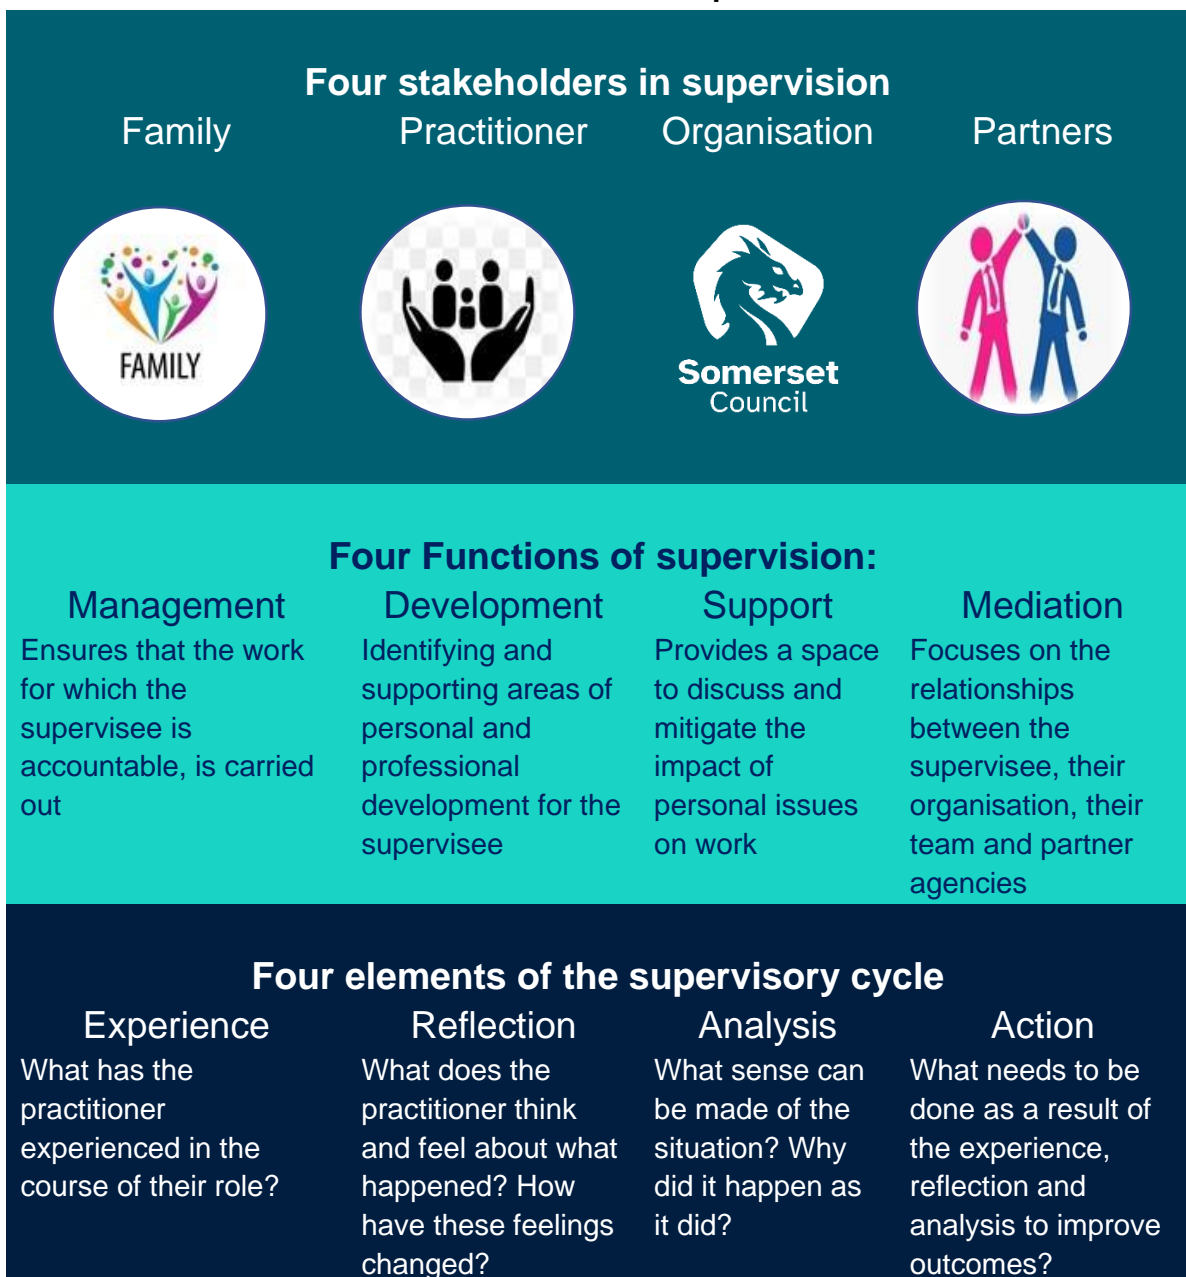 Four stakeholders in supervision
Family
Practitioner
Organisation
Partners
FAMILY
Somerset
Council
Four Functions of supervision:
Management
Ensures that the work
for which the
supervisee is
accountable, is carried
out
Development
Identifying and
supporting areas of
personal and
professional
development for the
supervisee
Support
Provides a space
to discuss and
mitigate the
impact of
personal issues
on work
Mediation
Focuses on the
relationships
between the
supervisee, their
organisation, their
team and partner
agencies
Four elements of the supervisory cycle
Experience
What has the
practitioner
experienced in the
course of their role?
Reflection
What does the
practitioner think
and feel about what
happened? How
have these feelings
changed?
Analysis
What sense can
be made of the
situation? Why
did it happen as
it did?
Action
What needs to be
done as a result of
the experience,
reflection and
analysis to improve
outcomes?